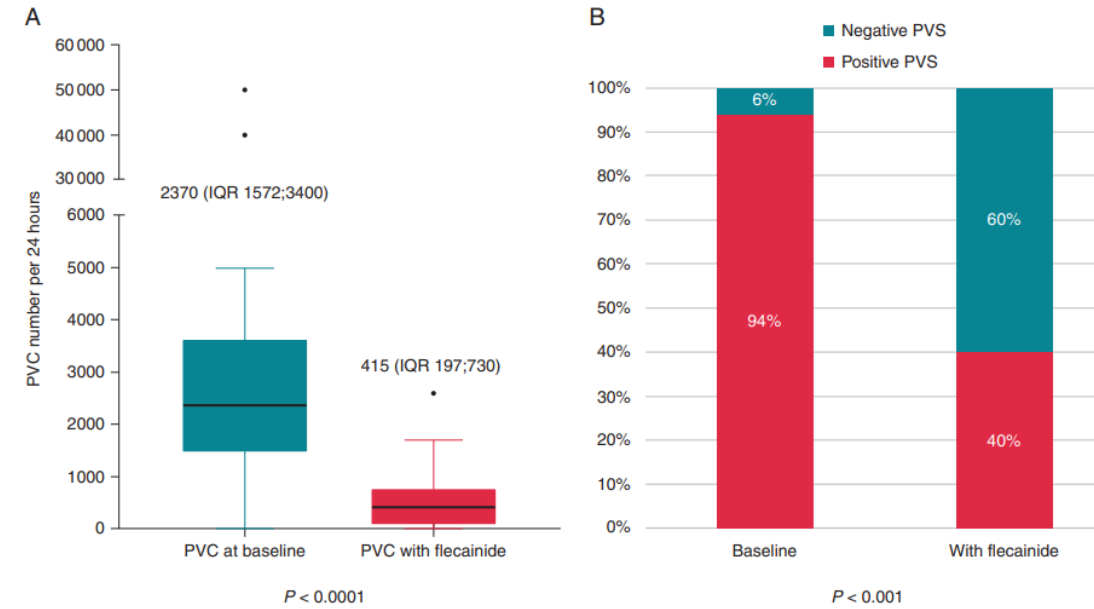 A
PVC number per 24 hours
60 000
50 000
40 000
30 000
6000
5000
4000
3000
2000
1000
0
2370 (IQR 1572;3400)
415 (IQR 197;730)
PVC at baseline
PVC with flecainide
P < 0.0001
B
Negative PVS
Positive PVS
100%
90%
80%
70%
60%
50%
40%
30%
20%
10%
0%
6%
94%
60%
40%
Baseline
With flecainide
P < 0.001